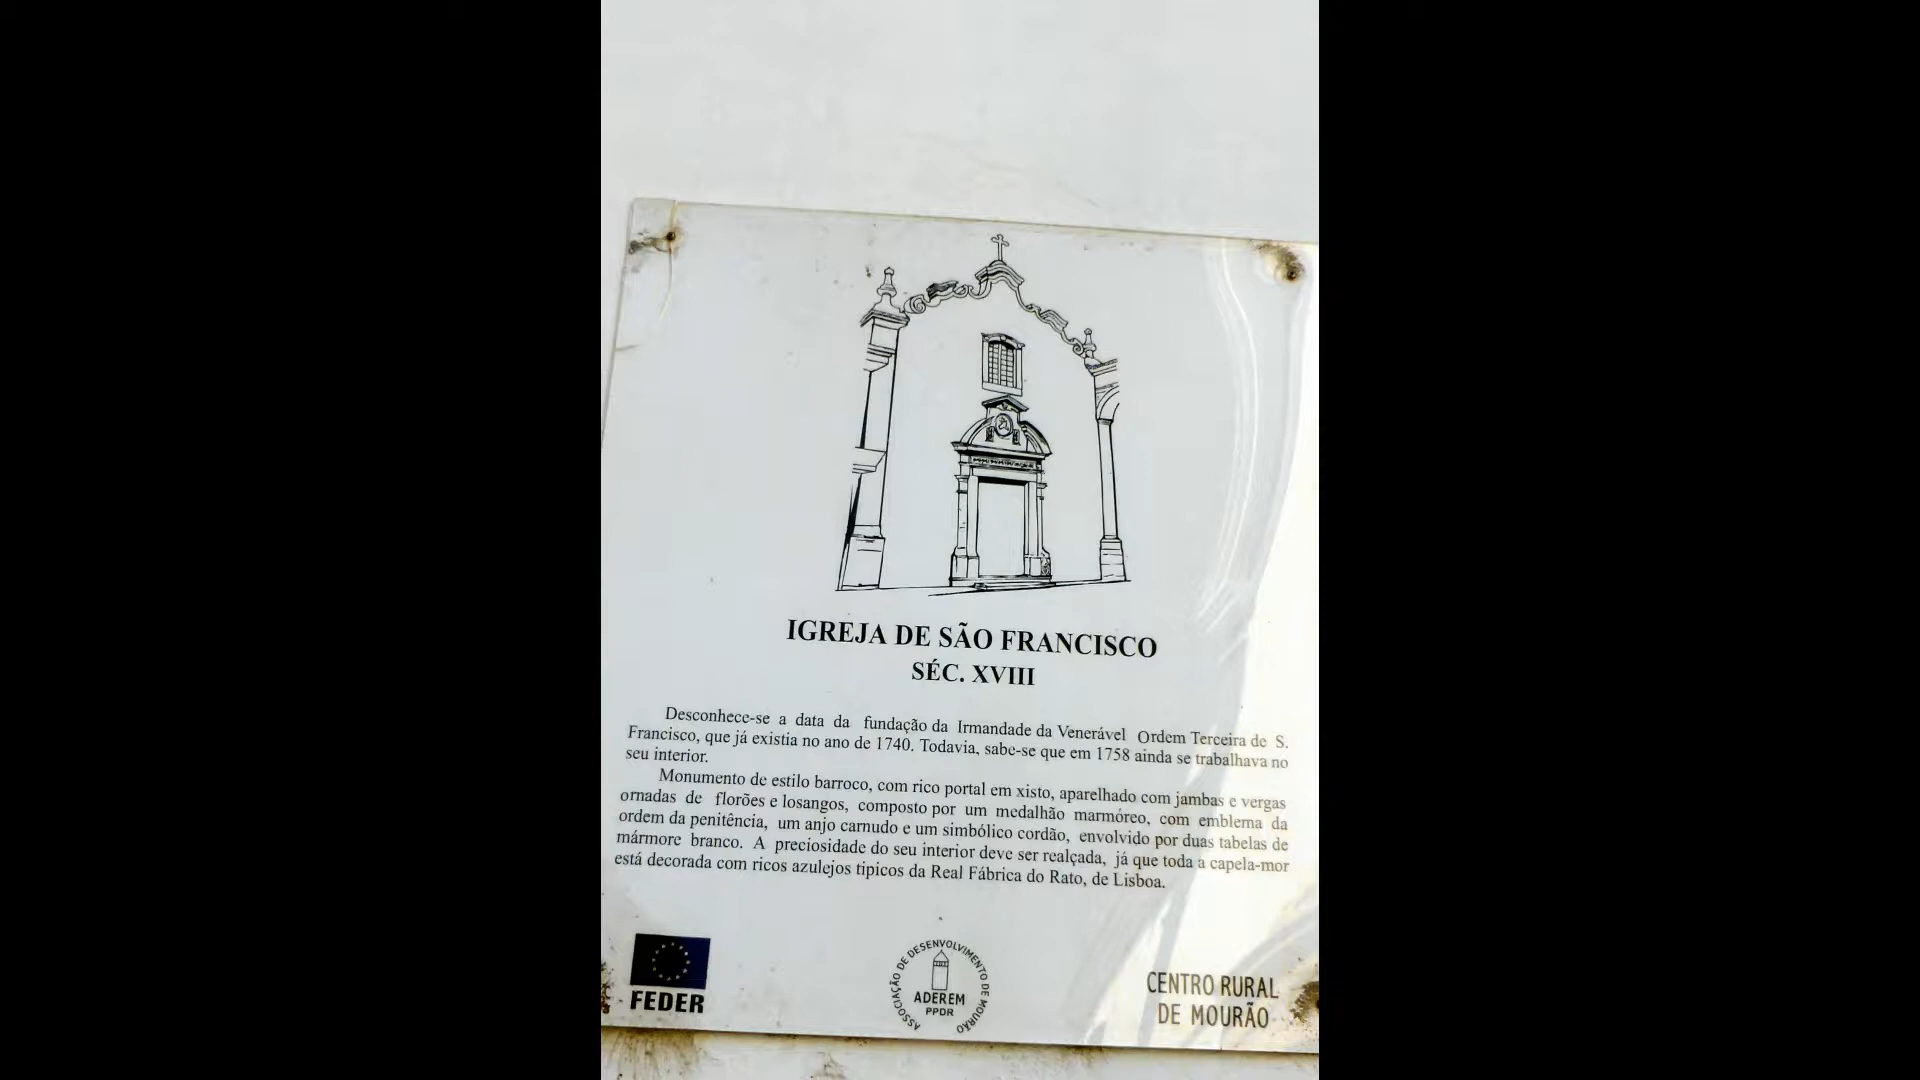 IGREJA DE SÃO FRANCISCO
SÉC. XVIII
Desconhece-se a data da fundação da Irmandade da Venerável Ordem Terceira de S.
Francisco, que já existia no ano de 1740. Todavia, sabe-se que em 1758 ainda se trabalhava no
seu interior.
Monumento de estilo barroco, com rico portal em xisto, aparelhado com jambas e vergas
ornadas de florões e losangos, composto por um medalhão marmóreo, com emblema da
ordem da penitência, um anjo carnudo e um simbólico cordão, envolvido por duas tabelas de
mármore branco. A preciosidade do seu interior deve ser realçada, já que toda a capela-mor
está decorada com ricos azulejos tipicos da Real Fábrica do Rato, de Lisboa.
FEDER
ASSOCIAÇÃO DE DESENVOLVIMENTO DE MOURÃO
ADEREM
PPDR
CENTRO RURAL
DE MOURÃO